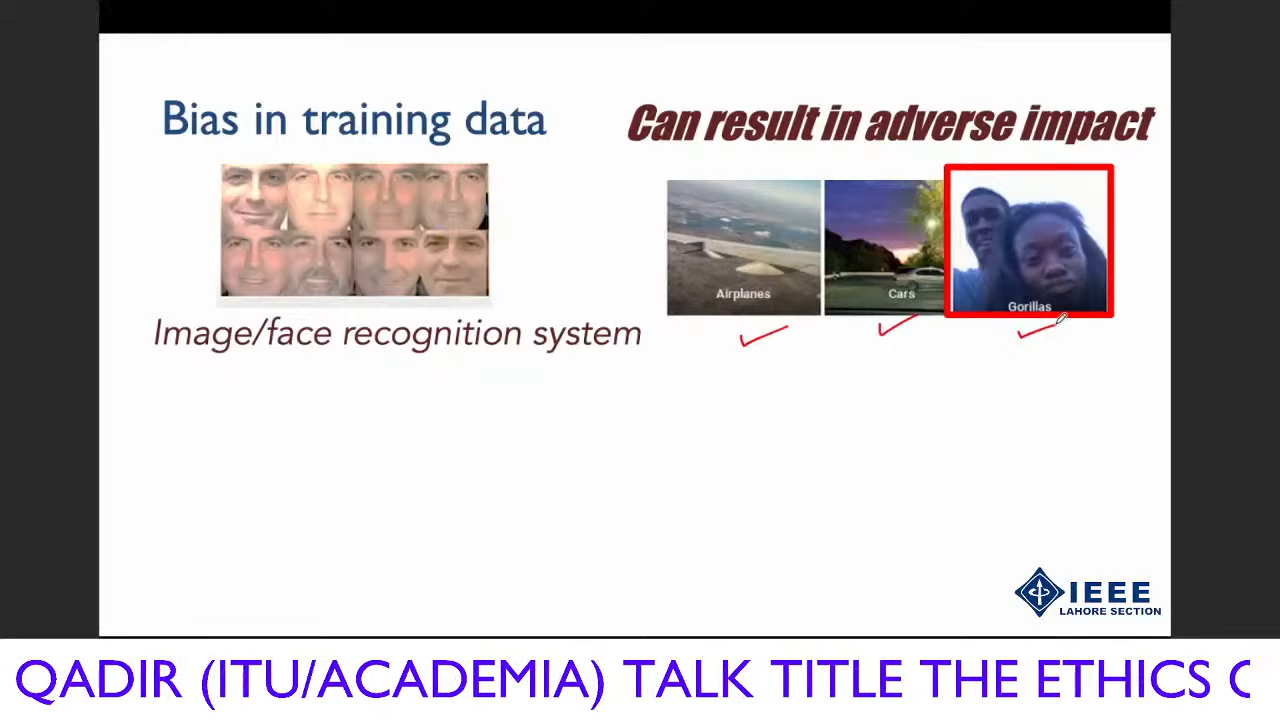 Bias in training data
Can result in adverse impact
Airplanes
Cars
Gorillas
Image/face recognition system
IEEE
LAHORE SECTION
QADIR (ITU/ACADEMIA) TALK TITLE THE ETHICS